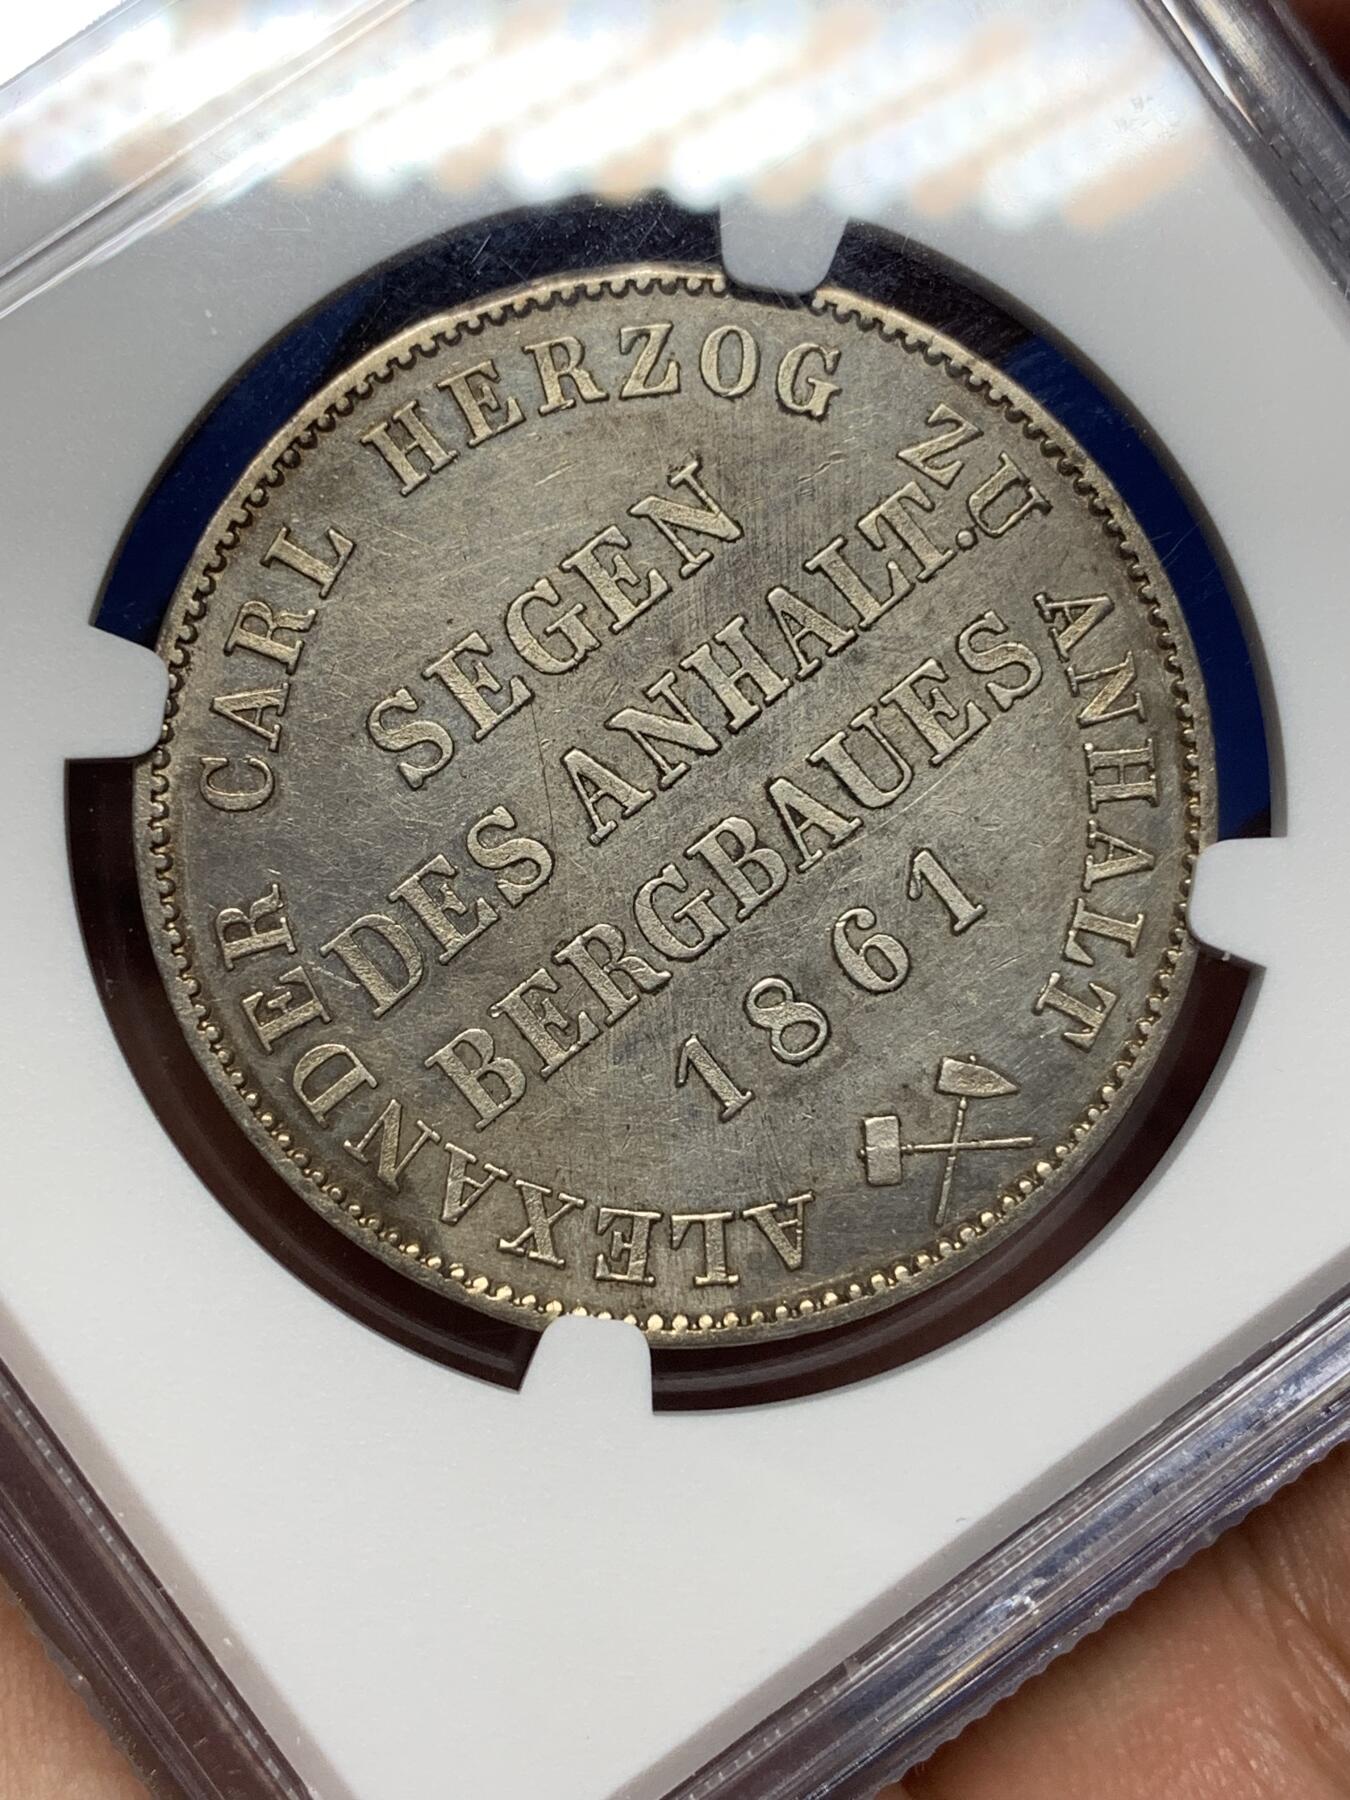 ALEXANDER CARL HERZOG ZU ANHALT
SEGEN
DES ANHALT.
BERGBAUES
1861